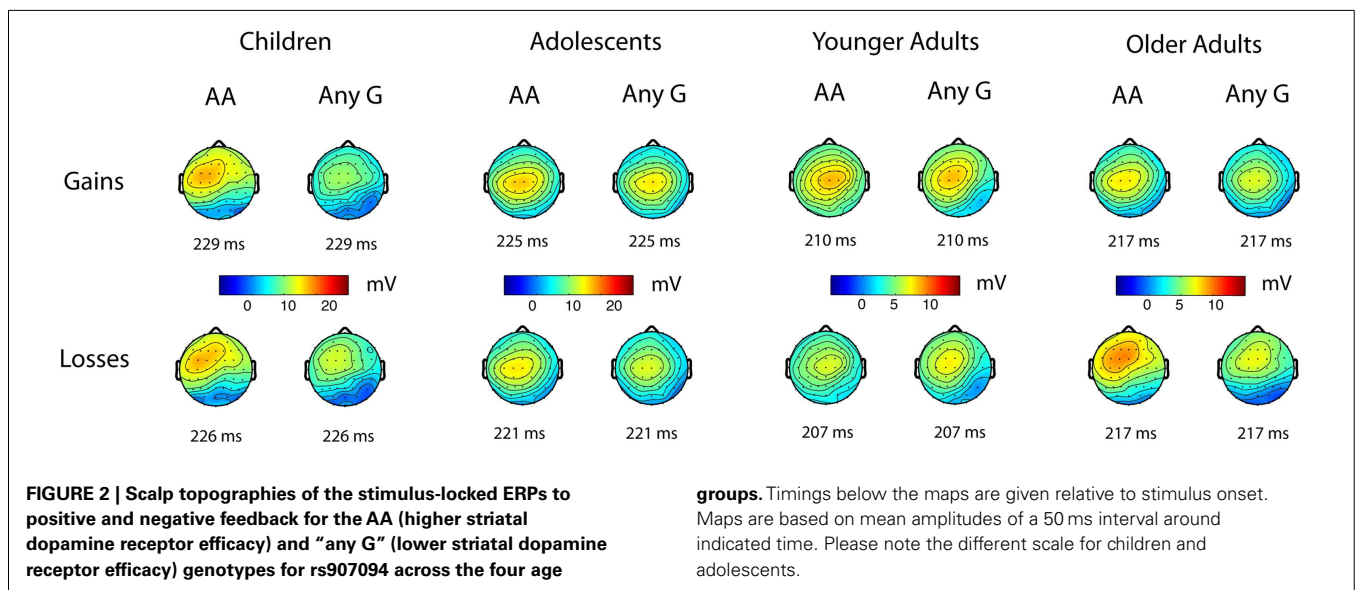 Children Adolescents Younger Adults Older Adults
AA Any G AA Any G AA Any G AA Any G
Gains
229 ms 229 ms 225 ms 225 ms 210 ms 210 ms 217 ms 217 ms
0 10 20 mV 0 10 20 mV 0 5 10 mV 0 5 10 mV
Losses
226 ms 226 ms 221 ms 221 ms 207 ms 207 ms 217 ms 217 ms
FIGURE 2 | Scalp topographies of the stimulus-locked ERPs to
positive and negative feedback for the AA (higher striatal
dopamine receptor efficacy) and “any G” (lower striatal dopamine
receptor efficacy) genotypes for rs907094 across the four age
groups. Timings below the maps are given relative to stimulus onset.
Maps are based on mean amplitudes of a 50 ms interval around
indicated time. Please note the different scale for children and
adolescents.